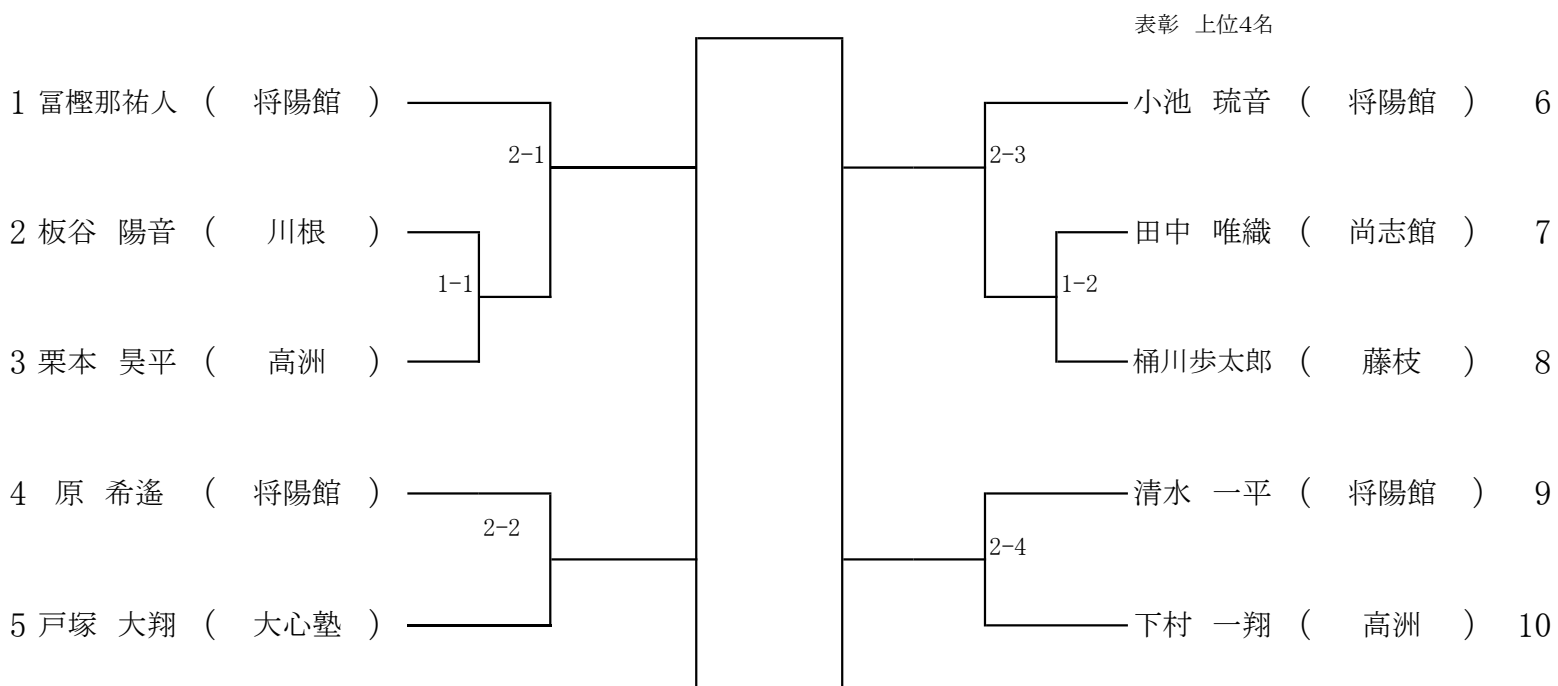 表彰 上位4名
1 冨樫那祐人 ( 将陽館 )
2-1
2 板谷 陽音 ( 川根 )
1-1
3 栗本 昊平 ( 高洲 )
4 原 希遙 ( 将陽館 )
2-2
5 戸塚 大翔 ( 大心塾 )
小池 琉音 ( 将陽館 ) 6
2-3
田中 唯織 ( 尚志館 ) 7
1-2
桶川歩太郎 ( 藤枝 ) 8
清水 一平 ( 将陽館 ) 9
2-4
下村 一翔 ( 高洲 ) 10